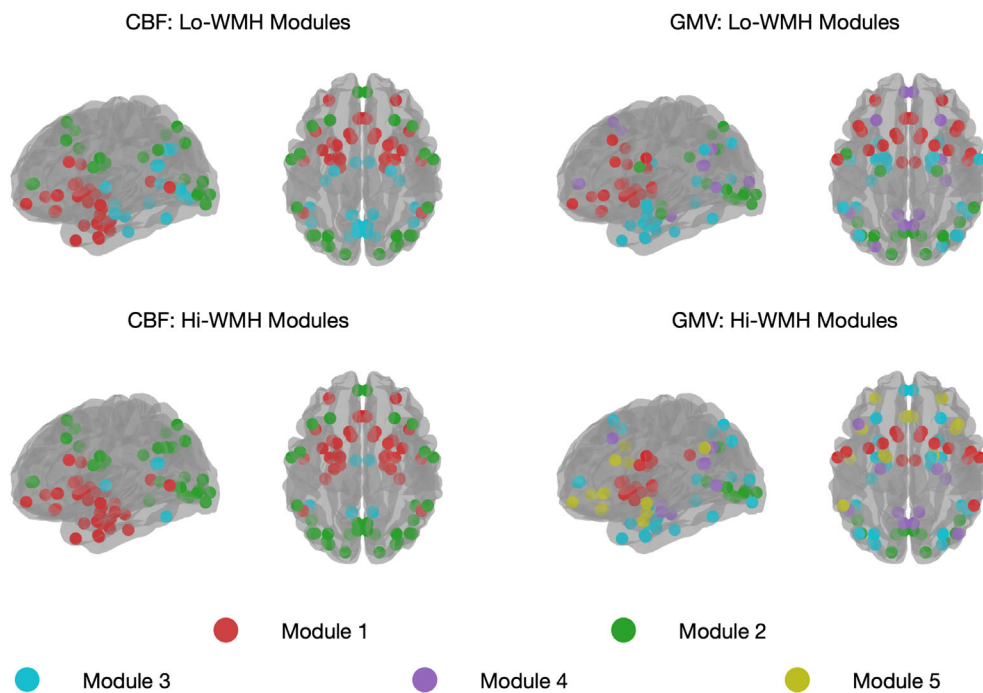 CBF: Lo-WMH Modules
GMV: Lo-WMH Modules
CBF: Hi-WMH Modules
GMV: Hi-WMH Modules
Module 1
Module 2
Module 3
Module 4
Module 5